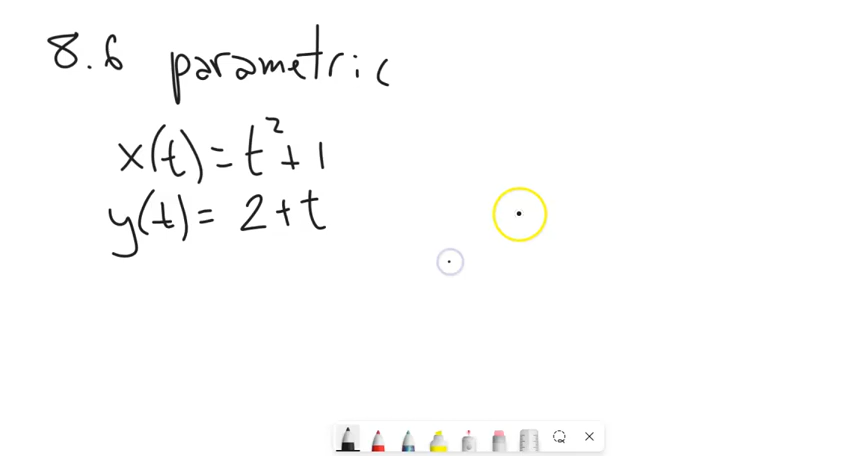 8.6 parametric
x(t) = t² + 1
y(t) = 2 + t